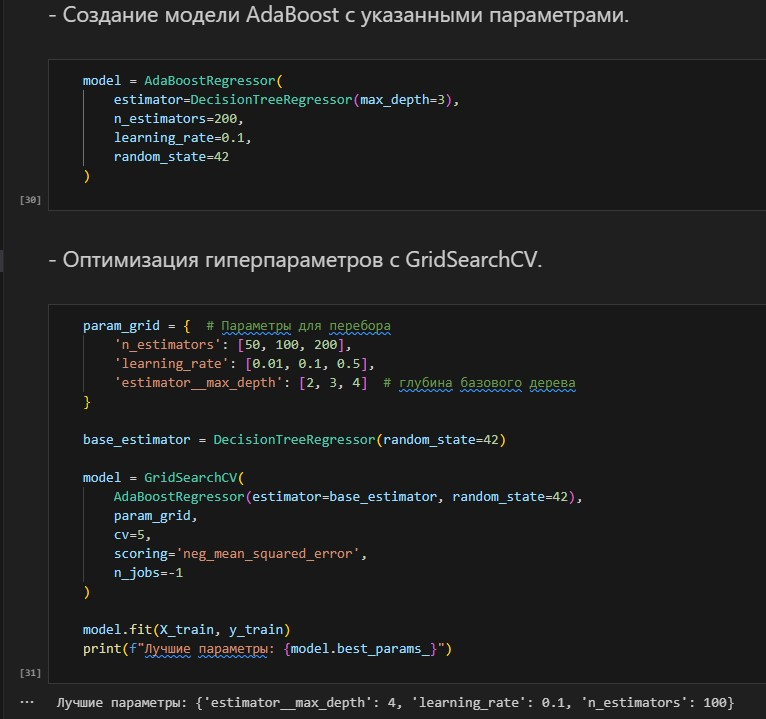 - Создание модели AdaBoost с указанными параметрами.
model = AdaBoostRegressor(
estimator=DecisionTreeRegressor(max_depth=3),
n_estimators=200,
learning_rate=0.1,
random_state=42
)
[30]
- Оптимизация гиперпараметров с GridSearchCV.
param_grid = {  # Параметры для перебора
'n_estimators': [50, 100, 200],
'learning_rate': [0.01, 0.1, 0.5],
'estimator__max_depth': [2, 3, 4]  # глубина базового дерева
}
base_estimator = DecisionTreeRegressor(random_state=42)
model = GridSearchCV(
AdaBoostRegressor(estimator=base_estimator, random_state=42),
param_grid,
cv=5,
scoring='neg_mean_squared_error',
n_jobs=-1
)
model.fit(X_train, y_train)
print(f"Лучшие параметры: {model.best_params_}")
[31]
... Лучшие параметры: {'estimator__max_depth': 4, 'learning_rate': 0.1, 'n_estimators': 100}